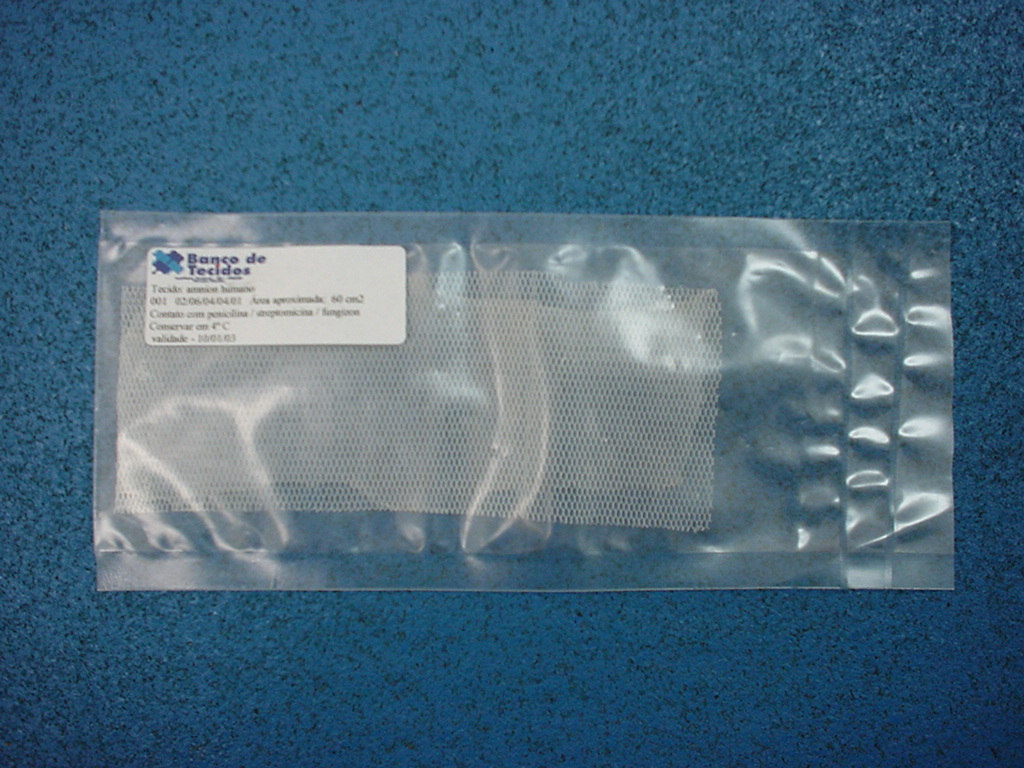 Banco de
Tecidos
Tecido: amnion humano
001 02/06/04/04/01 Área aproximada: 60 cm2
Contato com penicilina / streptomicina / fungizon
Conservar em 4º C
validade - 10/01/03